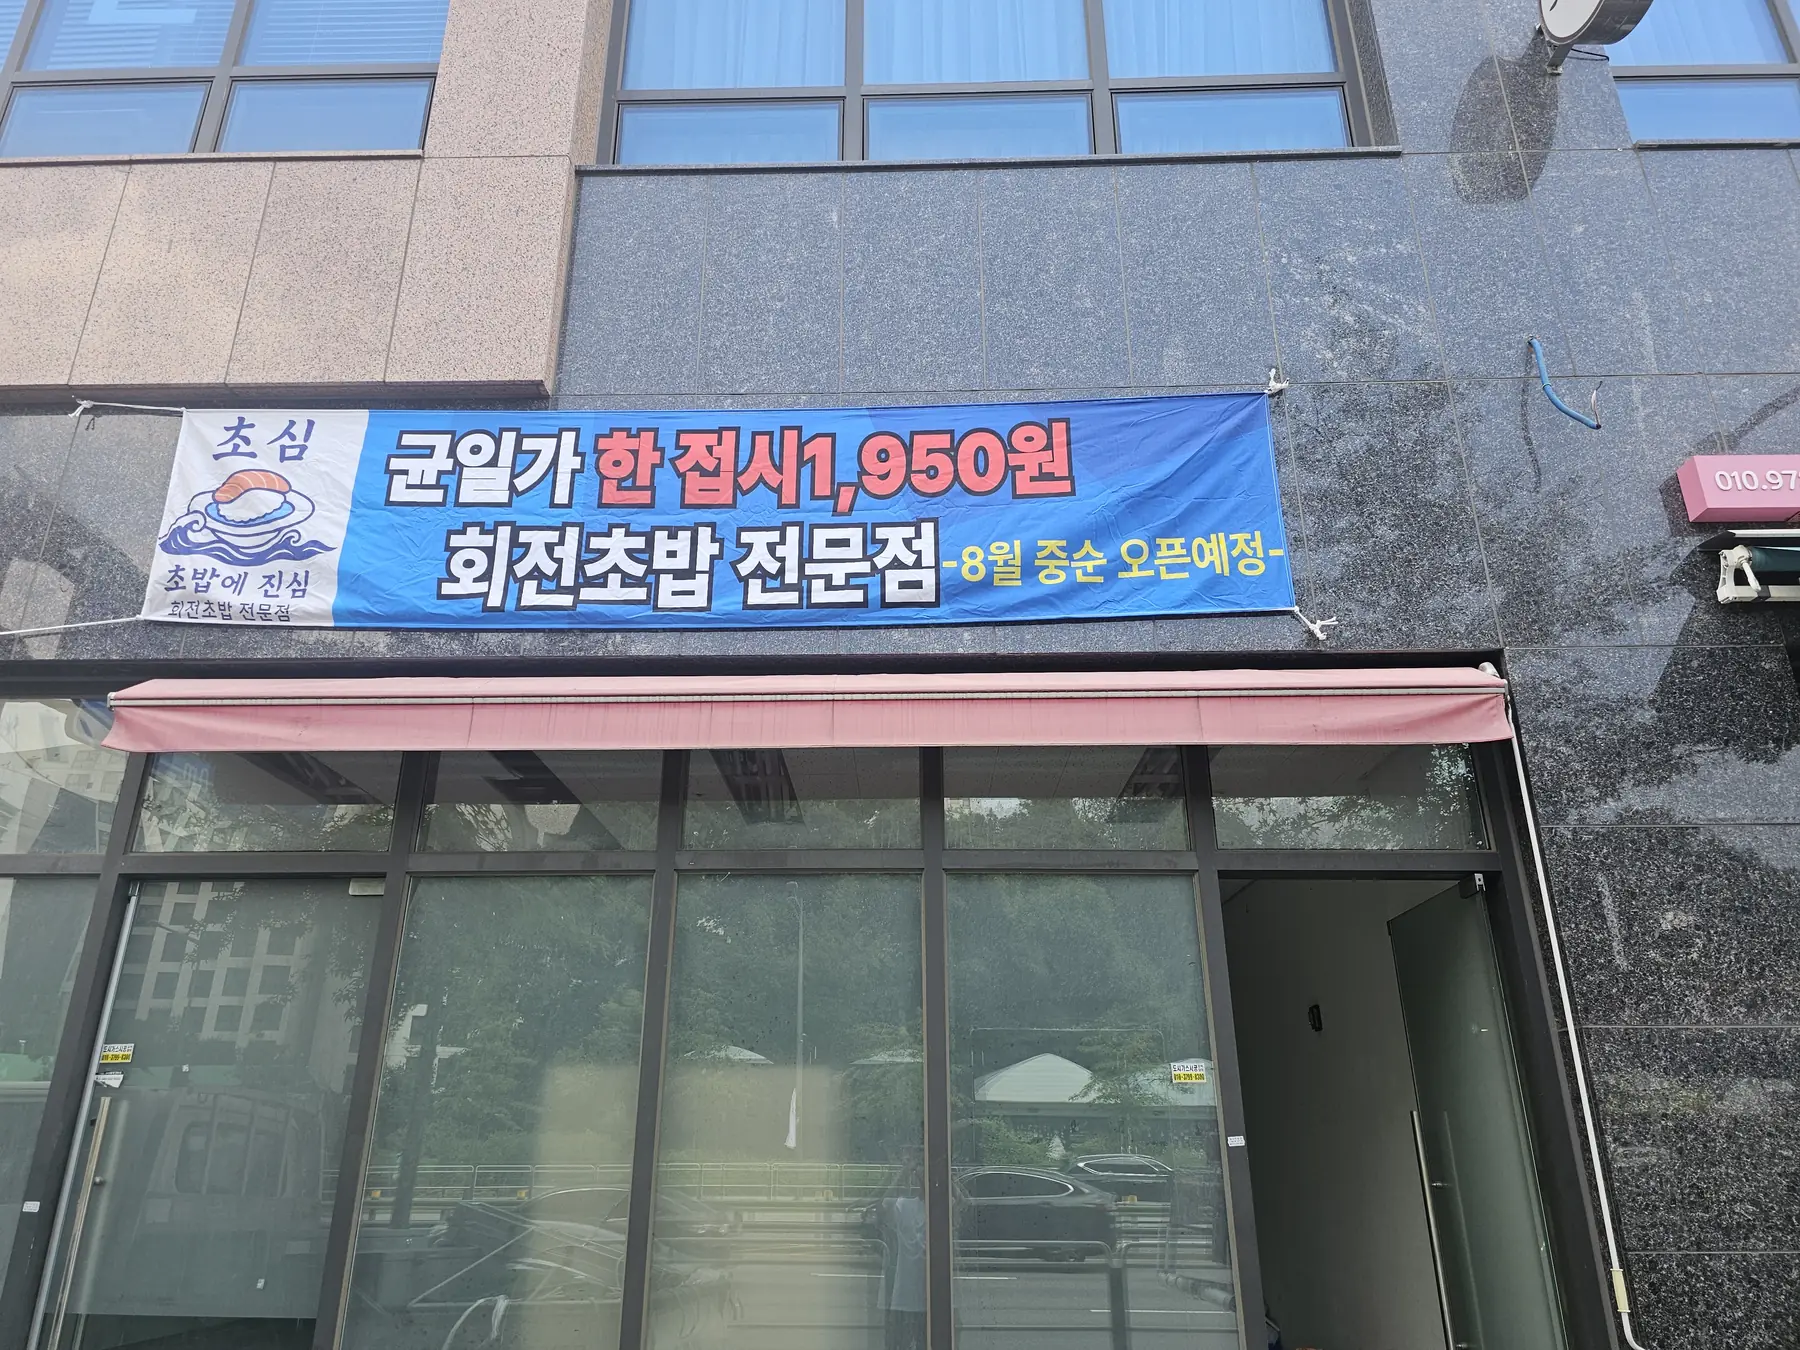 초심
초밥에 진심
회전초밥 전문점
균일가 한 접시1,950원
회전초밥 전문점
-8월 중순 오픈예정-
010.97